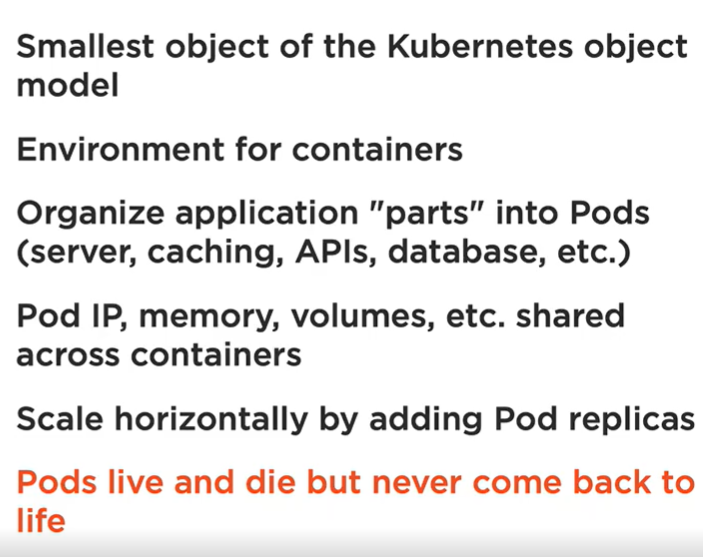 Smallest object of the Kubernetes object
model
Environment for containers
Organize application "parts" into Pods
(server, caching, APIs, database, etc.)
Pod IP, memory, volumes, etc. shared
across containers
Scale horizontally by adding Pod replicas
Pods live and die but never come back to
life